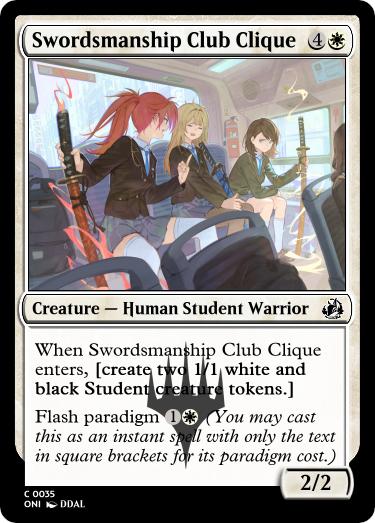 Swordsmanship Club Clique 4
Creature — Human Student Warrior
When Swordsmanship Club Clique
enters, [create two 1/1 white and
black Student creature tokens.]
Flash paradigm 1 (You may cast
this as an instant spell with only the text
in square brackets for its paradigm cost.)
2/2
C 0035
ONI DDAL